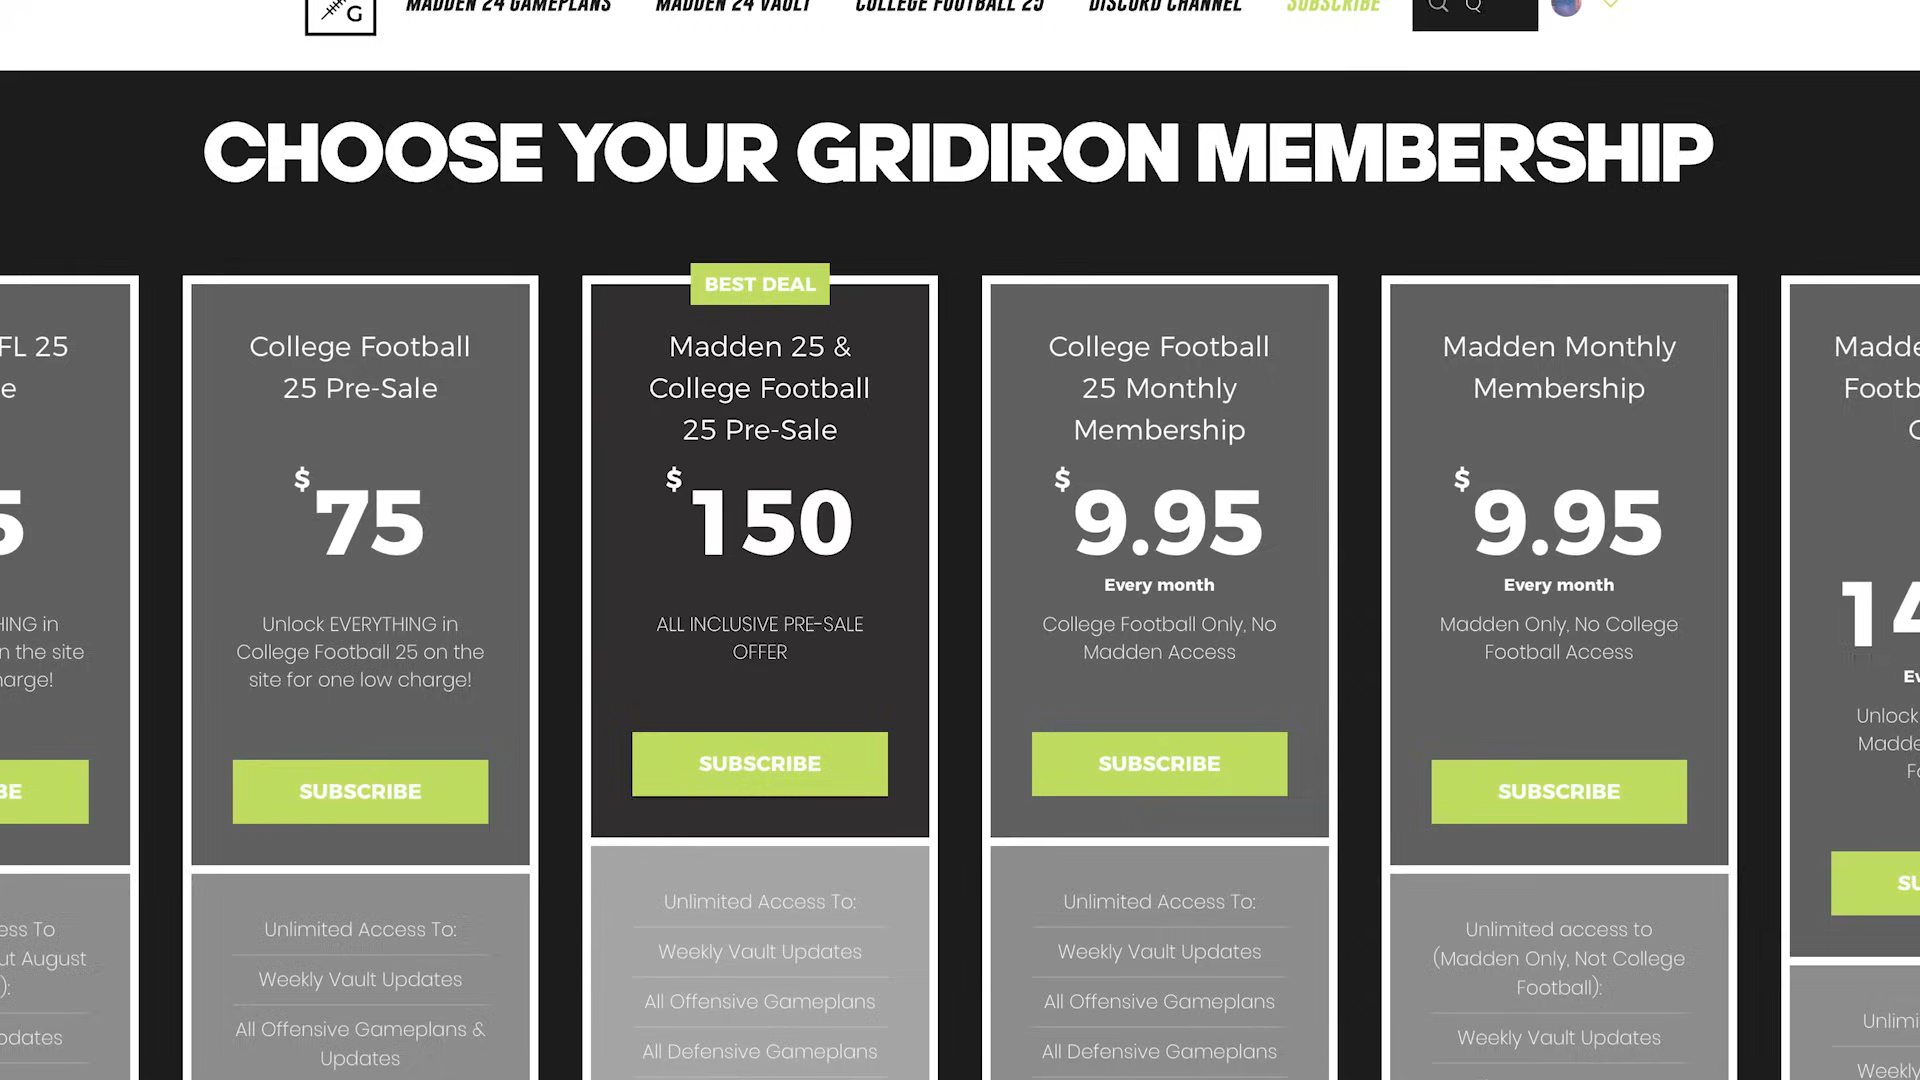 G
MADDEN 24 GAMEPLANS
MADDEN 24 VAULT
COLLEGE FOOTBALL 25
DISCORD CHANNEL
SUBSCRIBE
CHOOSE YOUR GRIDIRON MEMBERSHIP
FL 25
College Football
25 Pre-Sale
$75
Unlock EVERYTHING in
College Football 25 on the
site for one low charge!
SUBSCRIBE
Unlimited Access To:
Weekly Vault Updates
All Offensive Gameplans &
Updates
BEST DEAL
Madden 25 &
College Football
25 Pre-Sale
$150
ALL INCLUSIVE PRE-SALE
OFFER
SUBSCRIBE
Unlimited Access To:
Weekly Vault Updates
All Offensive Gameplans
All Defensive Gameplans
College Football
25 Monthly
Membership
$9.95
Every month
College Football Only, No
Madden Access
SUBSCRIBE
Unlimited Access To:
Weekly Vault Updates
All Offensive Gameplans
All Defensive Gameplans
Madden Monthly
Membership
$9.95
Every month
Madden Only, No College
Football Access
SUBSCRIBE
Unlimited access to
(Madden Only, Not College
Football):
Weekly Vault Updates
14
Unlock